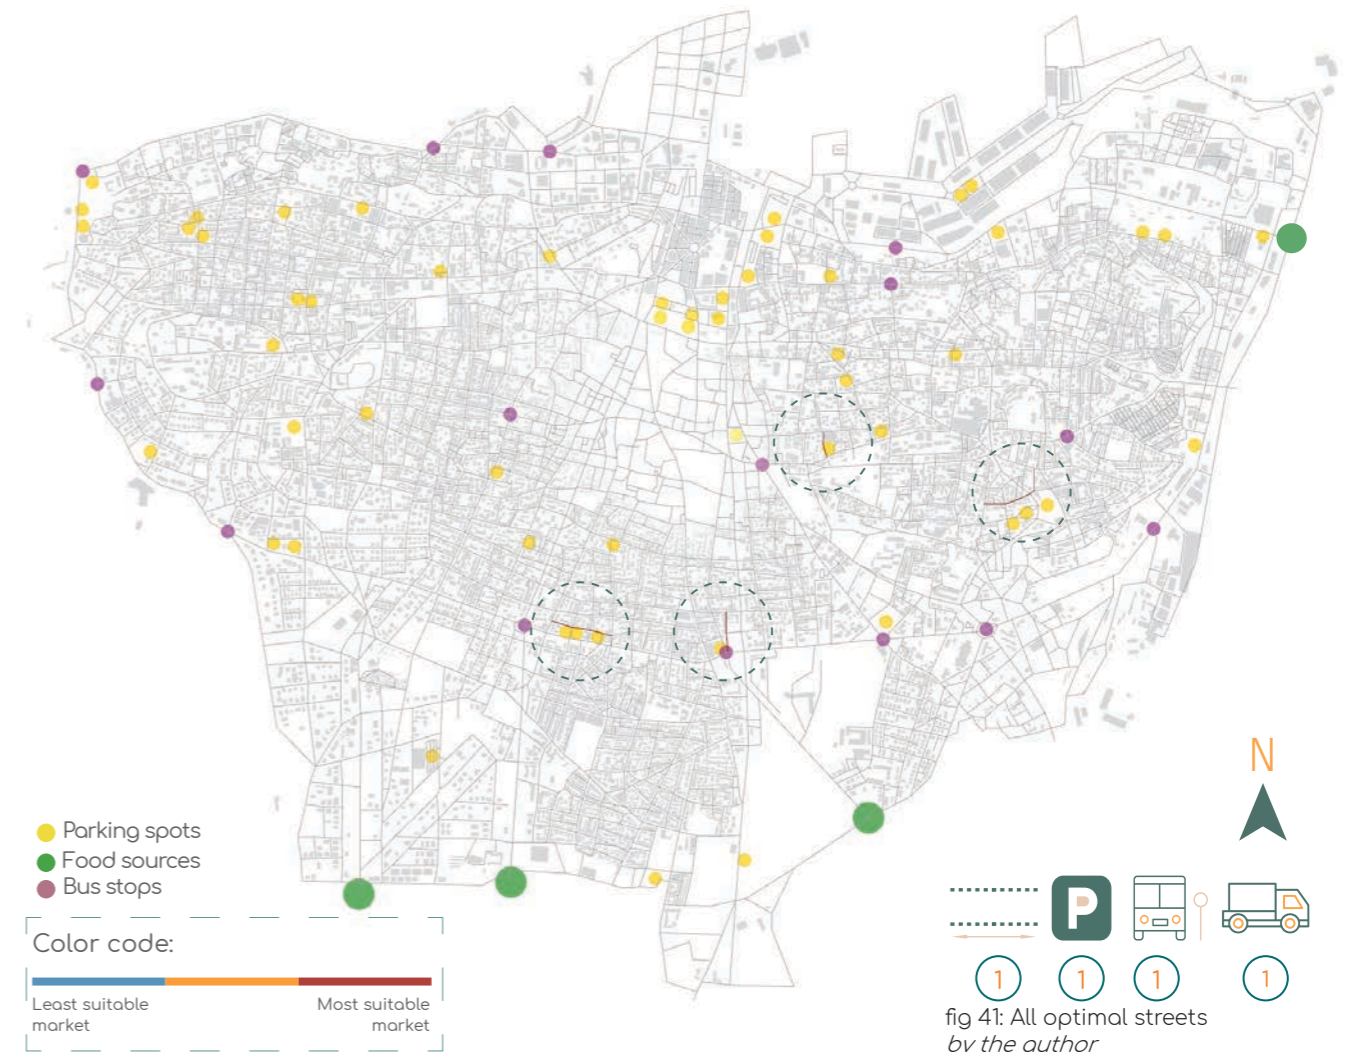 N
Parking spots
Food sources
Bus stops
Color code:
Least suitable
market
Most suitable
market
P
1
1
1
1
fig 41: All optimal streets
by the author